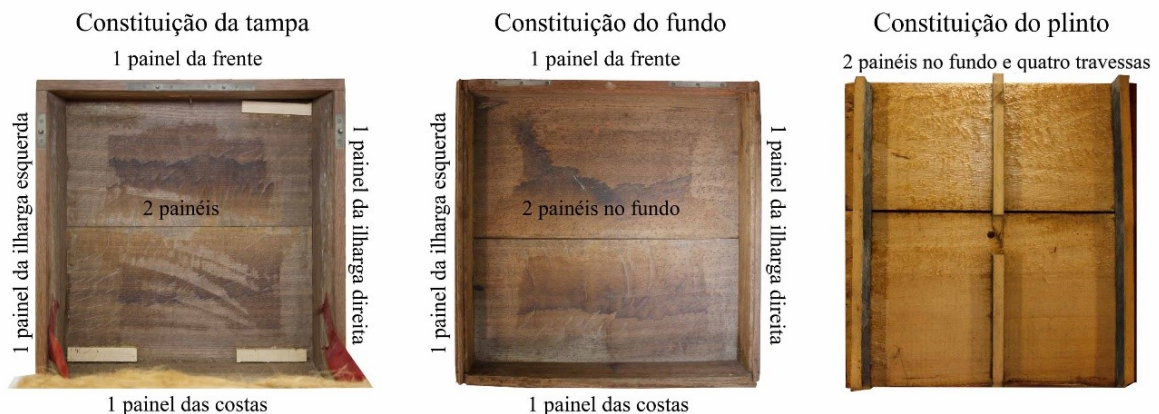 Constituição da tampa
1 painel da frente
1 painel da ilharga esquerda
2 painéis
1 painel da ilharga direita
1 painel das costas
Constituição do fundo
1 painel da frente
1 painel da ilharga esquerda
2 painéis no fundo
1 painel da ilharga direita
1 painel das costas
Constituição do plinto
2 painéis no fundo e quatro travessas